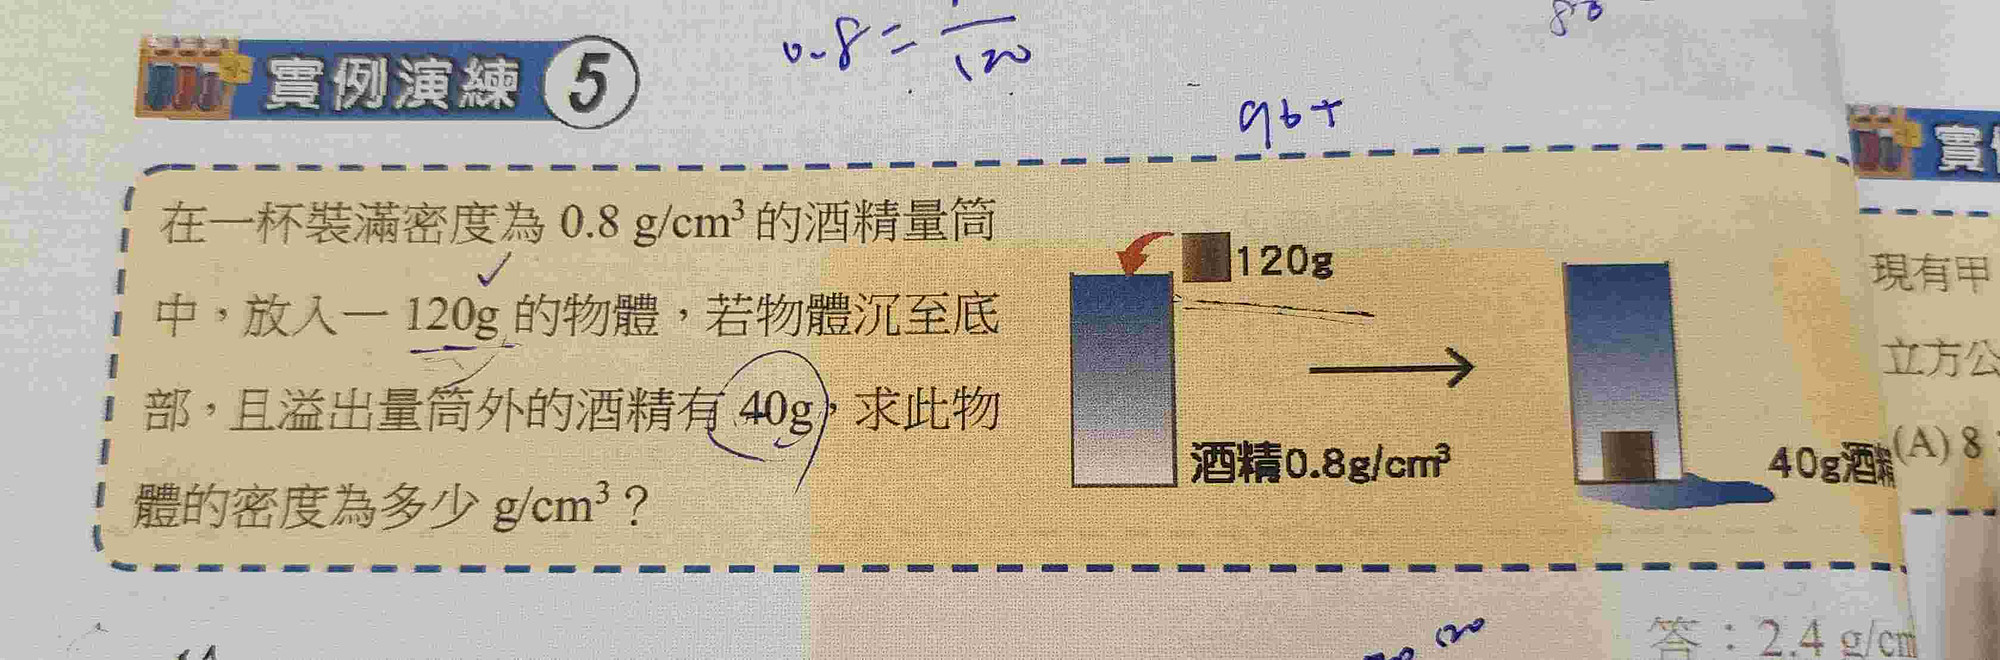 0.8 = 
120
80
96+
實例演練 5
實
在一杯裝滿密度為 0.8 g/cm³ 的酒精量筒
中，放入一 120g 的物體，若物體沉至底
部，且溢出量筒外的酒精有 40g，求此物
體的密度為多少 g/cm³？
120g
酒精0.8g/cm³
40g酒精
現有甲
立方公
(A) 8
120
答：2.4 g/cm